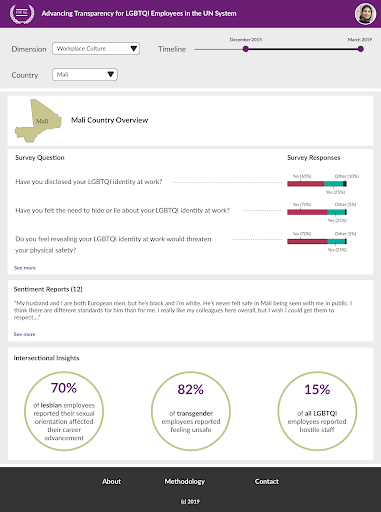 Advancing Transparency for LGBTQI Employees in the UN System
Dimension
Workplace Culture
Timeline
December 2015
March 2019
Country
Mali
Mali
Mali Country Overview
Survey Question
Survey Responses
Have you disclosed your LGBTQI identity at work?
No (65%)
Other (10%)
Yes (25%)
Have you felt the need to hide or lie about your LGBTQI identity at work?
No (70%)
Other (5%)
Yes (25%)
Do you feel revealing your LGBTQI identity at work would threaten
your physical safety?
No (70%)
Other (5%)
Yes (25%)
See more
Sentiment Reports (12)
"My husband and I are both European men, but he's black and I'm white. He's never felt safe in Mali being seen with me in public. I
think there are different standards for him than for me. I really like my colleagues here overall, but I wish I could get them to
respect ..."
See more
Intersectional Insights
70%
of lesbian employees
reported their sexual
orientation affected
their career
advancement
82%
of transgender
employees reported
feeling unsafe
15%
of all LGBTQI
employees reported
hostile staff
About
Methodology
Contact
(c) 2019